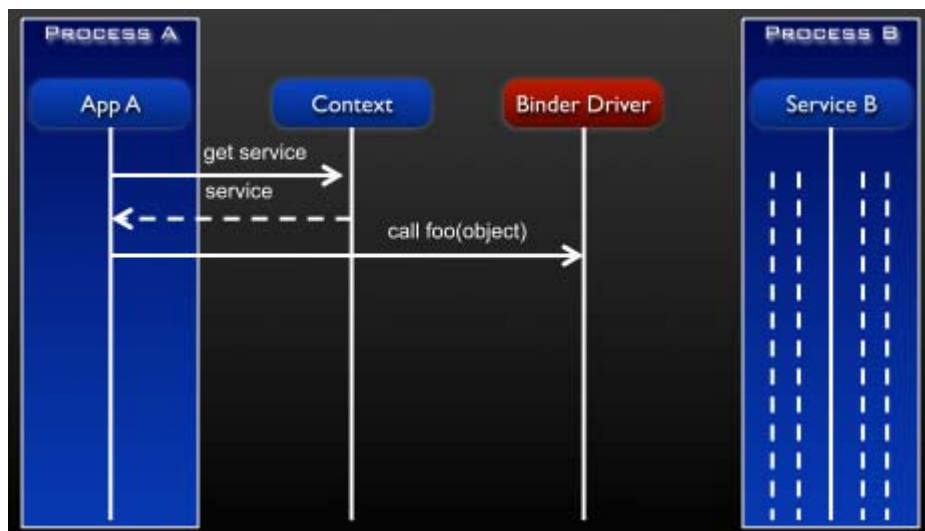 PROCESS A
PROCESS B
App A
Context
Binder Driver
Service B
get service
service
call foo(object)